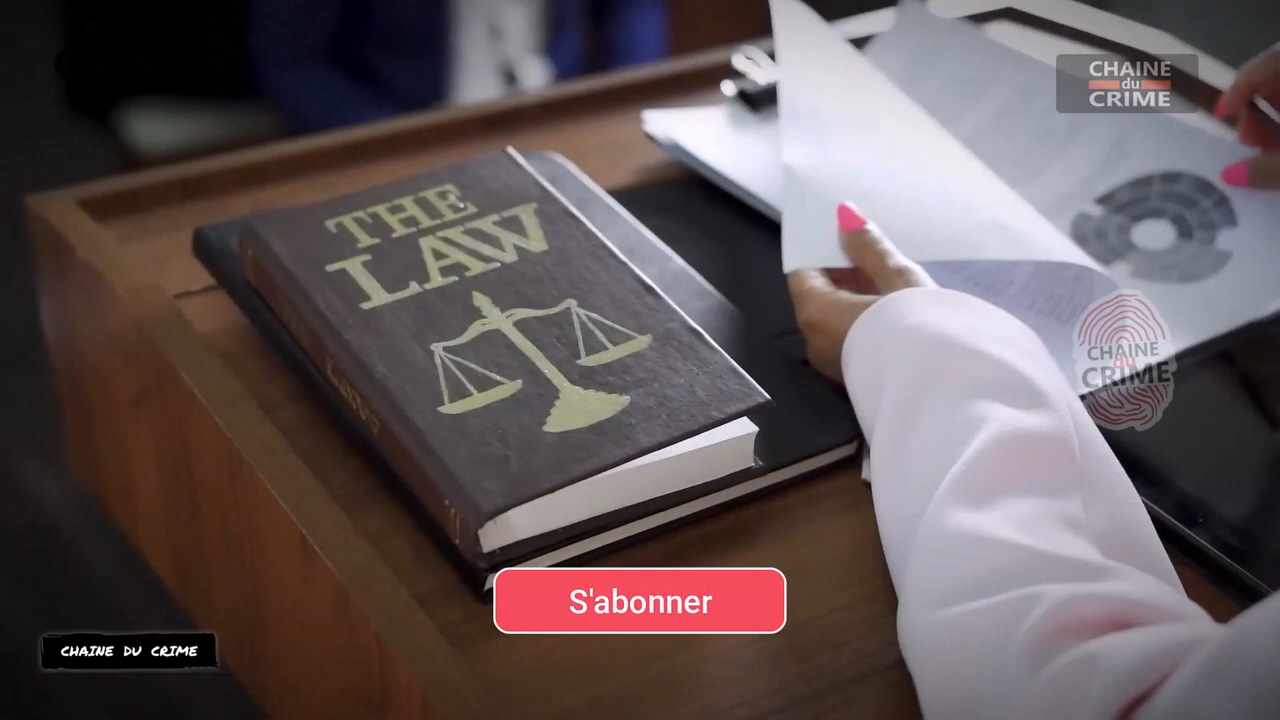 CHAINE
du
CRIME
THE
LAW
CHAINE
DU
CRIME
S'abonner
CHAINE DU CRIME